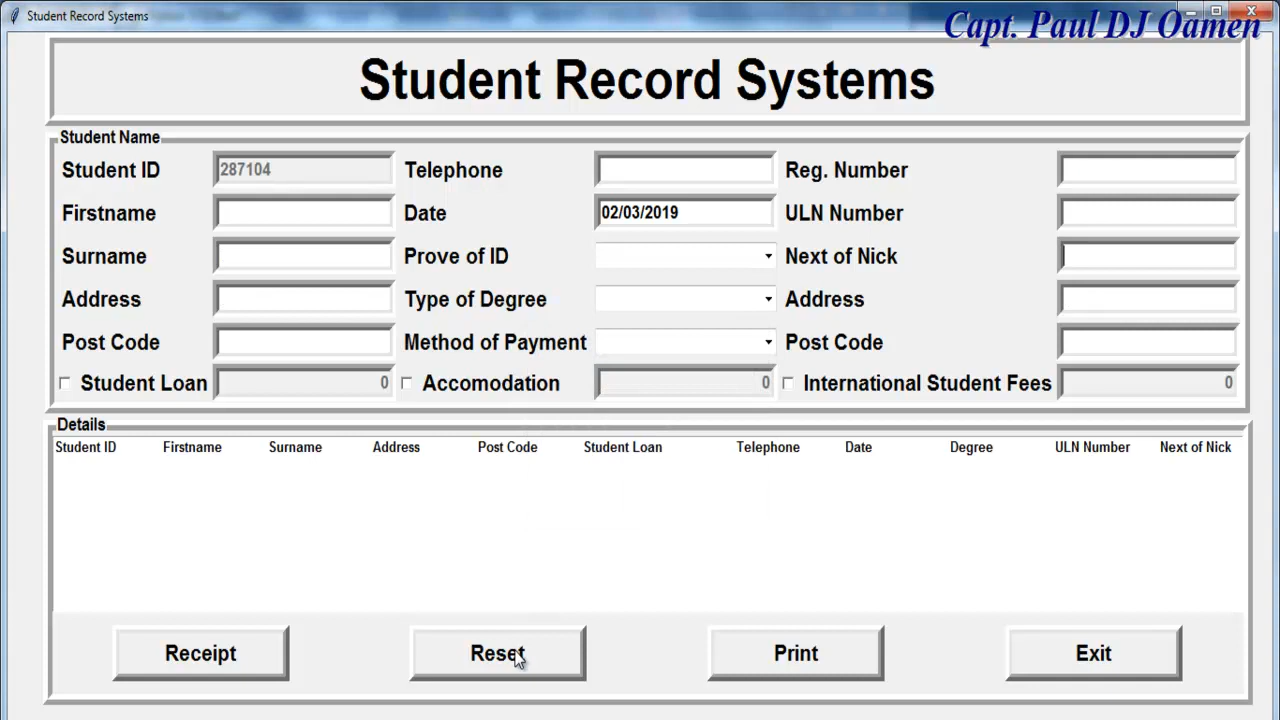 Student Record Systems
Capt. Paul DJ Oamen
Student Record Systems
Student Name
Student ID 287104 Telephone Reg. Number
Firstname Date 02/03/2019 ULN Number
Surname Prove of ID Next of Nick
Address Type of Degree Address
Post Code Method of Payment Post Code
Student Loan 0 Accomodation 0 International Student Fees 0
Details
Student ID Firstname Surname Address Post Code Student Loan Telephone Date Degree ULN Number Next of Nick
Receipt Reset Print Exit